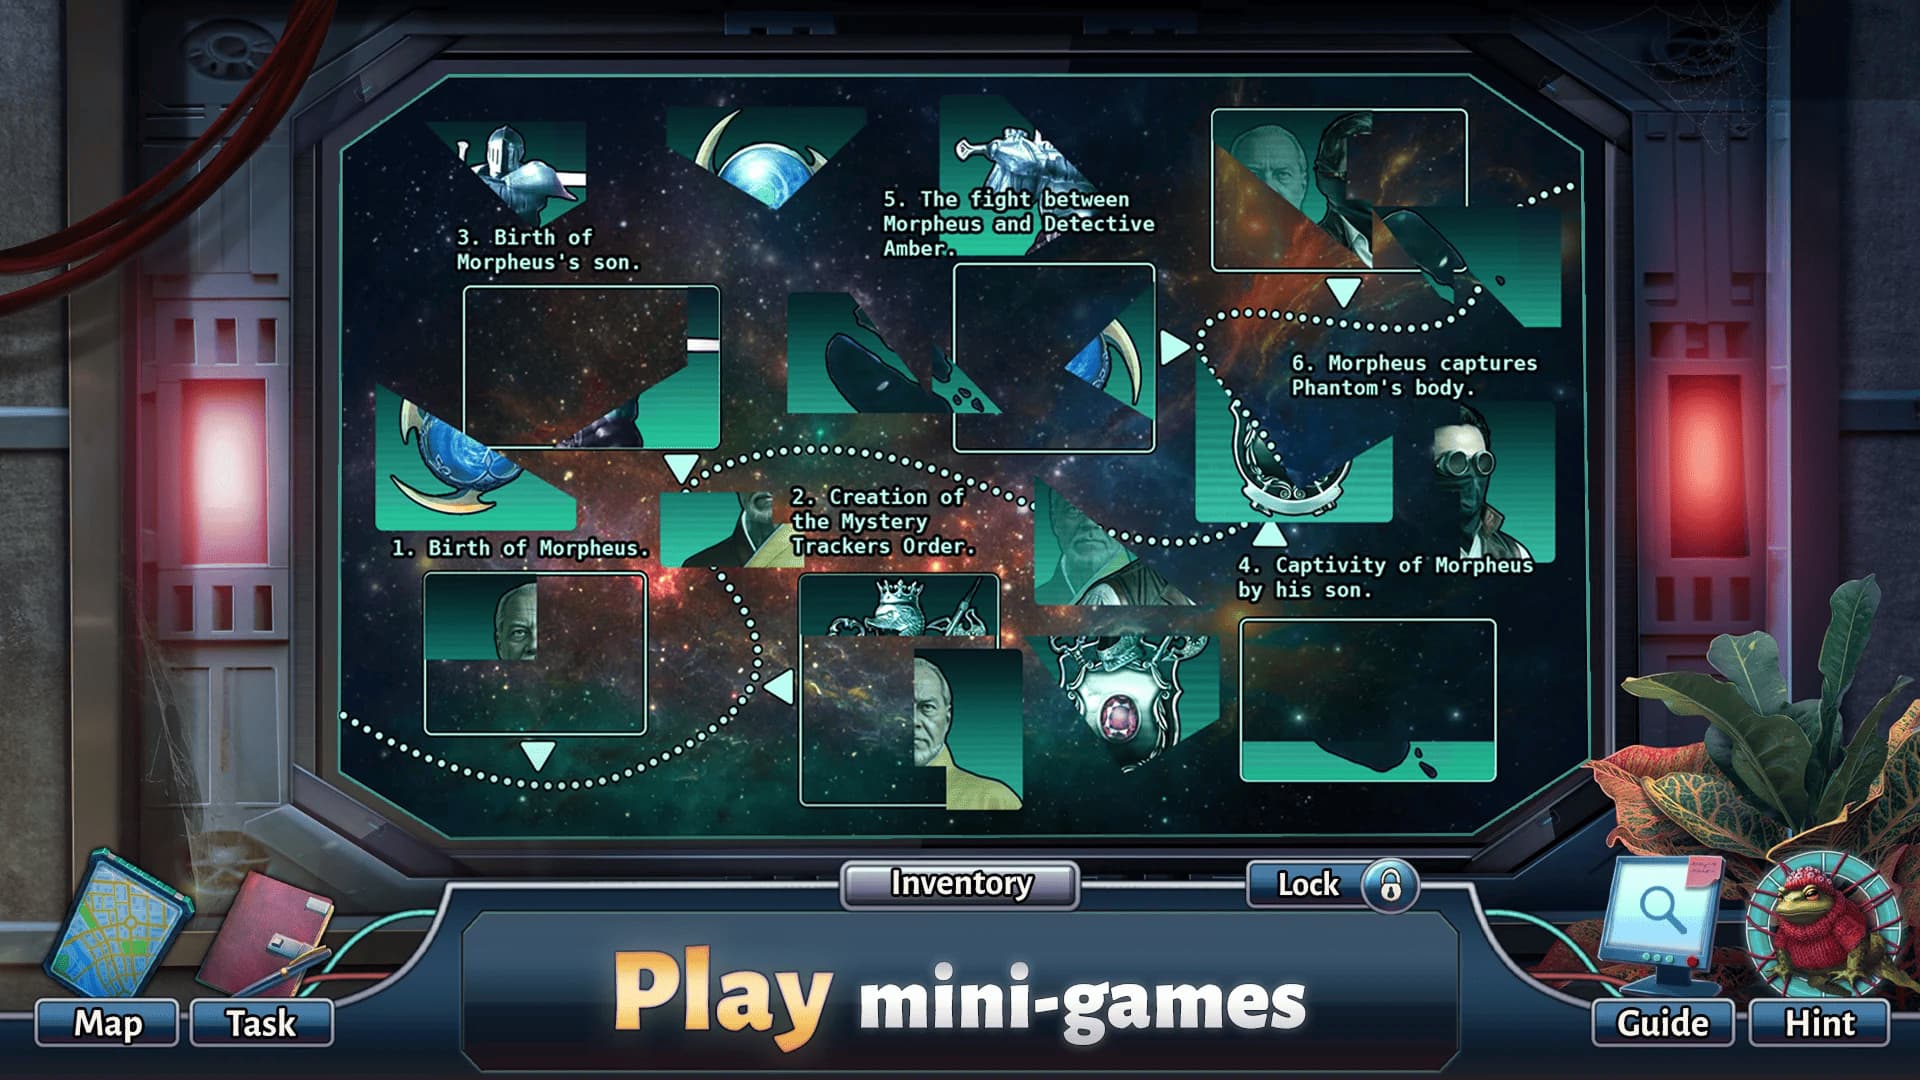 3. Birth of
Morpheus's son.
5. The fight between
Morpheus and Detective
Amber.
6. Morpheus captures
Phantom's body.
1. Birth of Morpheus.
2. Creation of
the Mystery
Trackers Order.
4. Captivity of Morpheus
by his son.
Inventory
Lock
Play mini-games
Map
Task
Guide
Hint